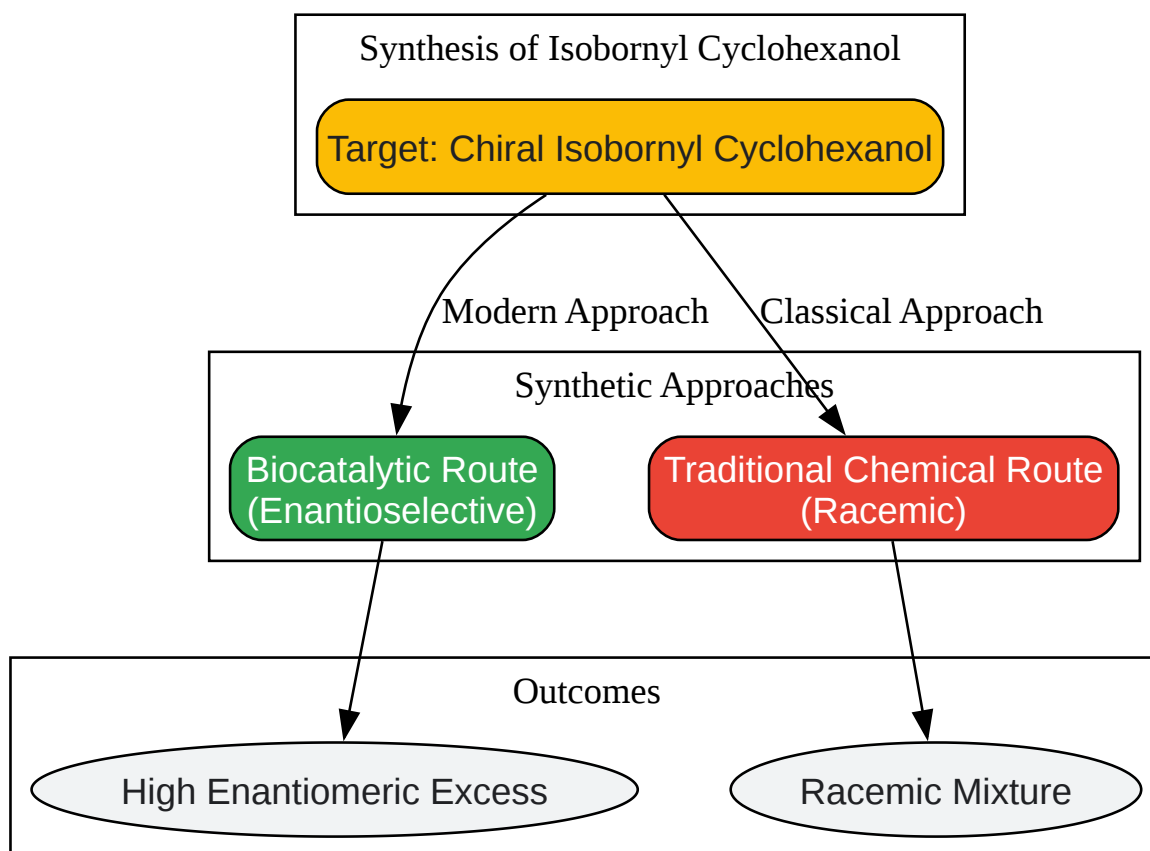 Synthesis of Isobornyl Cyclohexanol
Target: Chiral Isobornyl Cyclohexanol
Modern Approach
Classical Approach
Synthetic Approaches
Biocatalytic Route
(Enantioselective)
Traditional Chemical Route
(Racemic)
Outcomes
High Enantiomeric Excess
Racemic Mixture